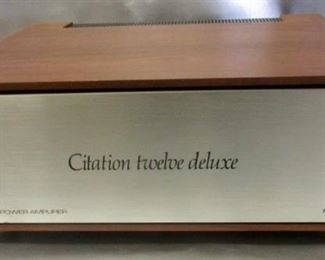 Citation twelve deluxe
POWER AMPLIFIER